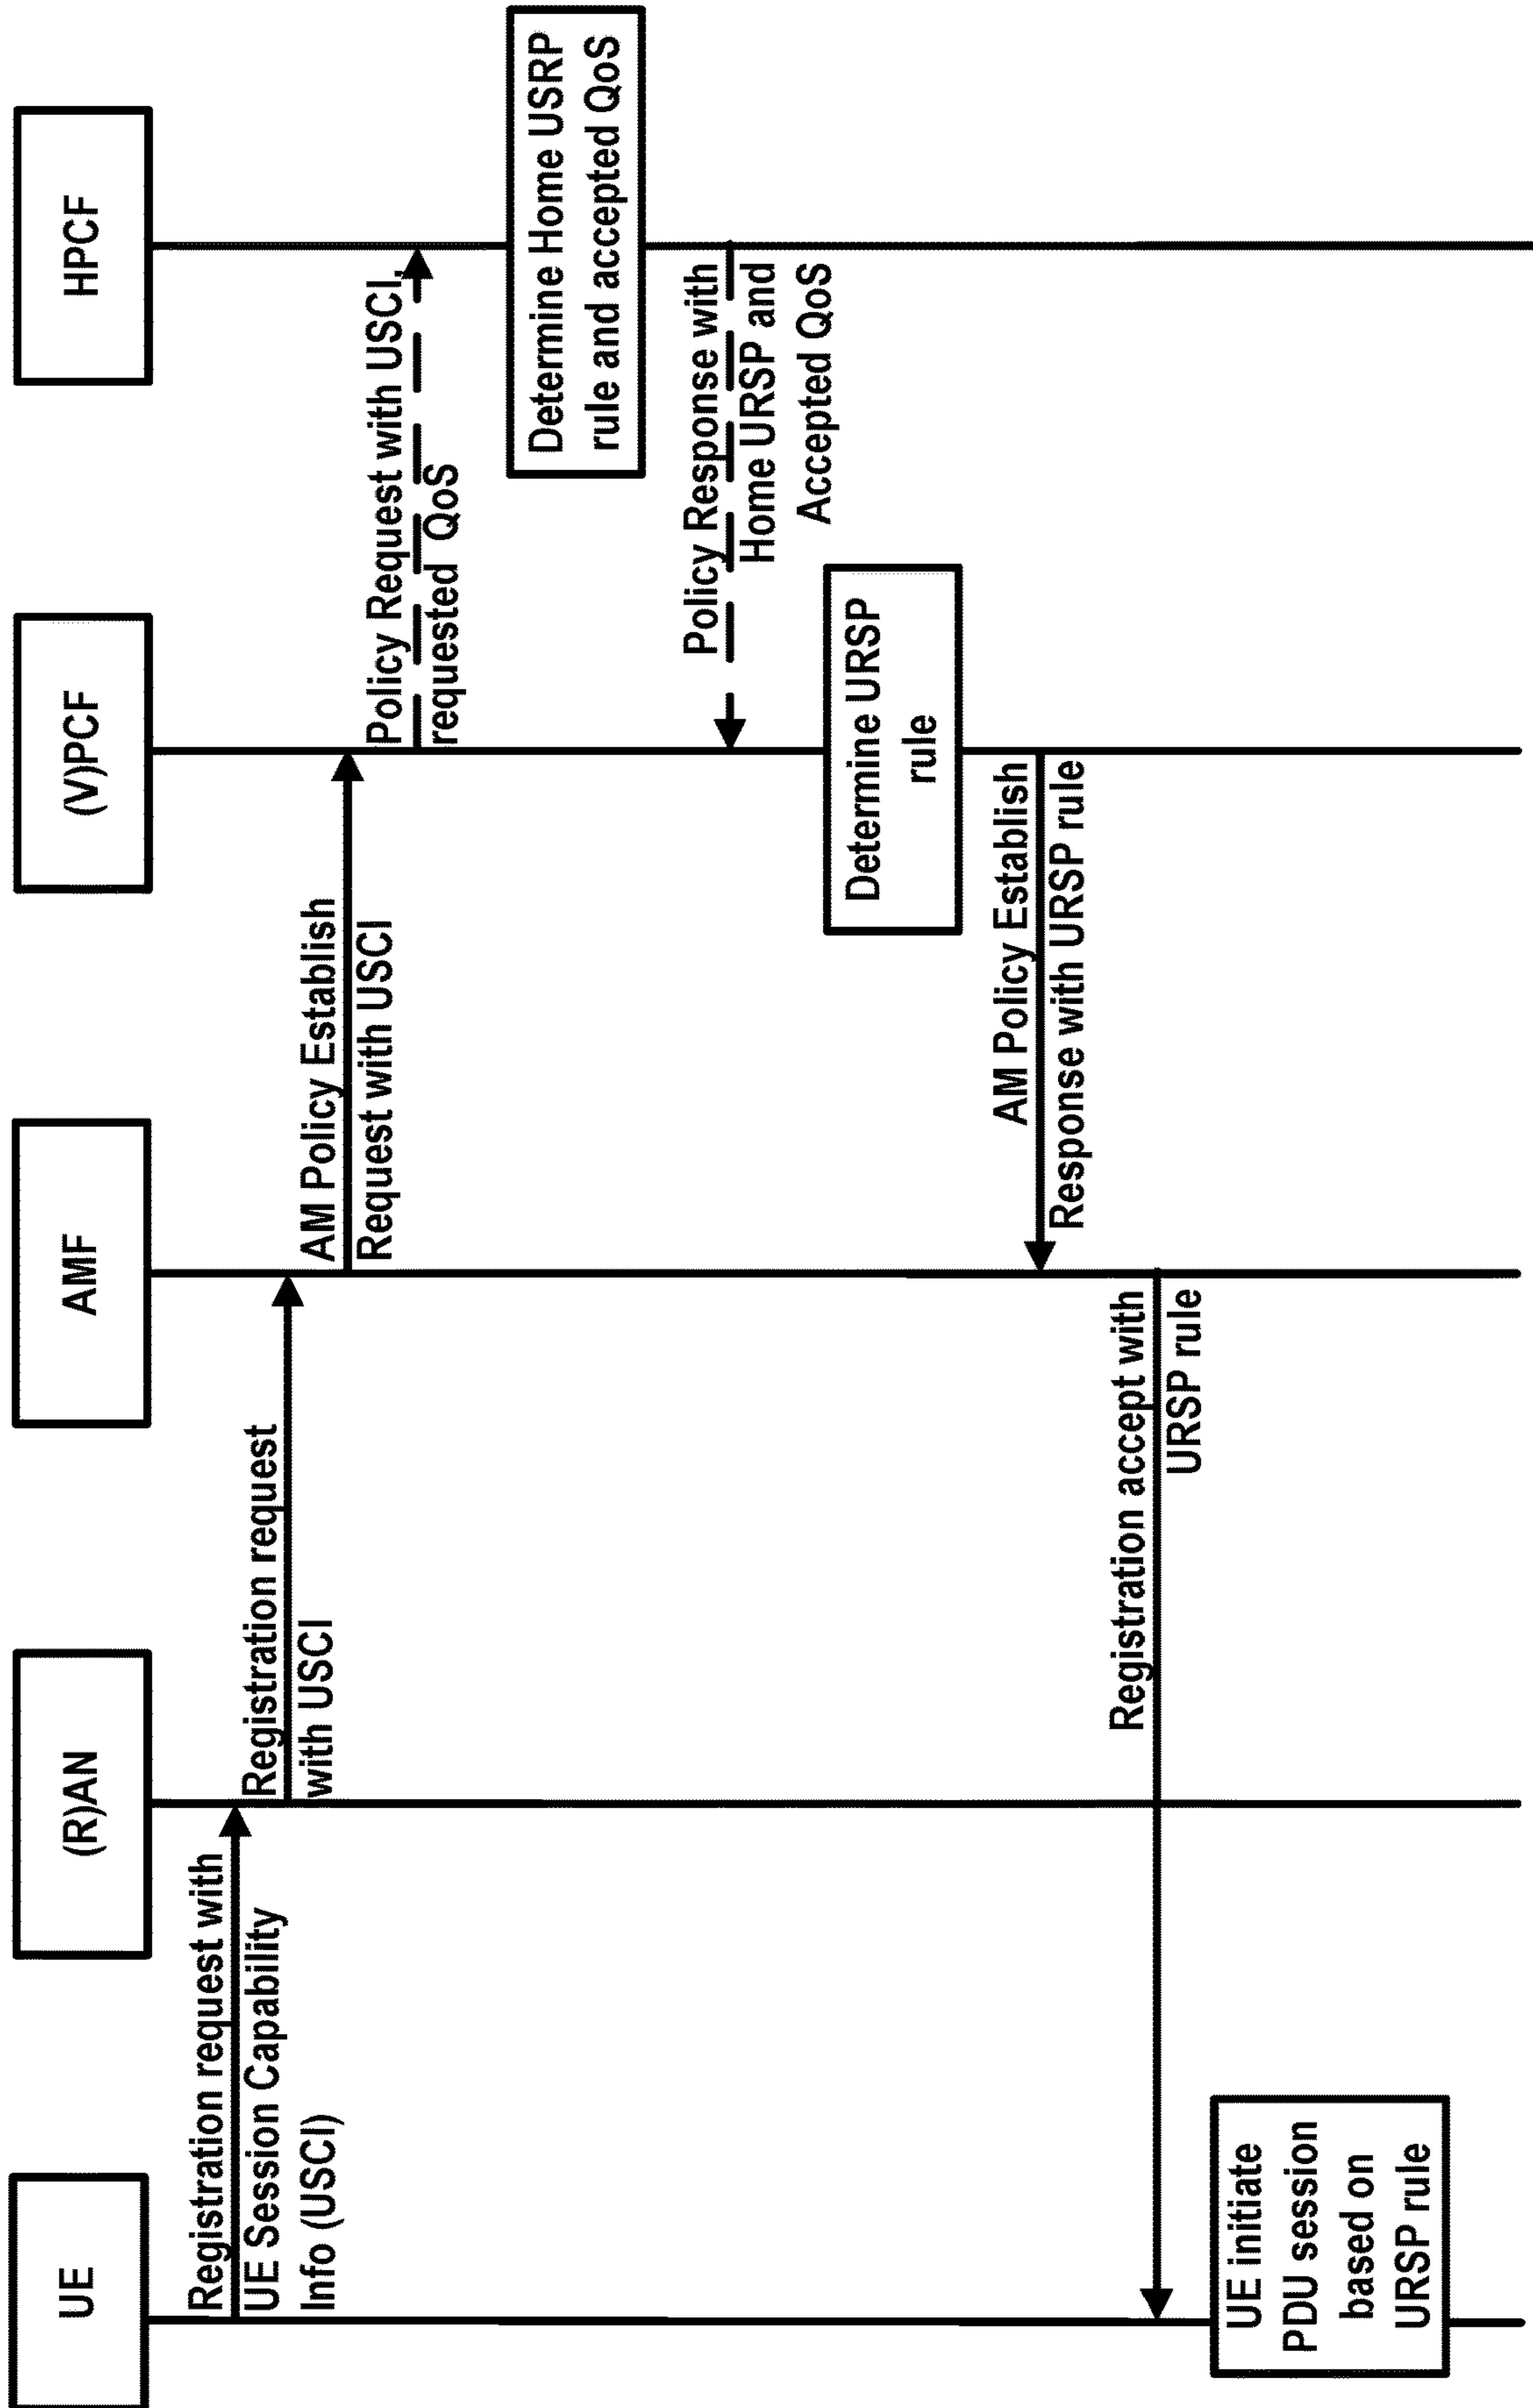 UE
(R)AN
AMF
(V)PCF
HPCF
Registration request with
UE Session Capability
Info (USCI)
Registration request
with USCI
AM Policy Establish
Request with USCI
Policy Request with USCI,
requested QoS
Determine Home USRP
rule and accepted QoS
Policy Response with
Home URSP and
Accepted QoS
Determine URSP
rule
AM Policy Establish
Response with URSP rule
Registration accept with
URSP rule
UE initiate
PDU session
based on
URSP rule